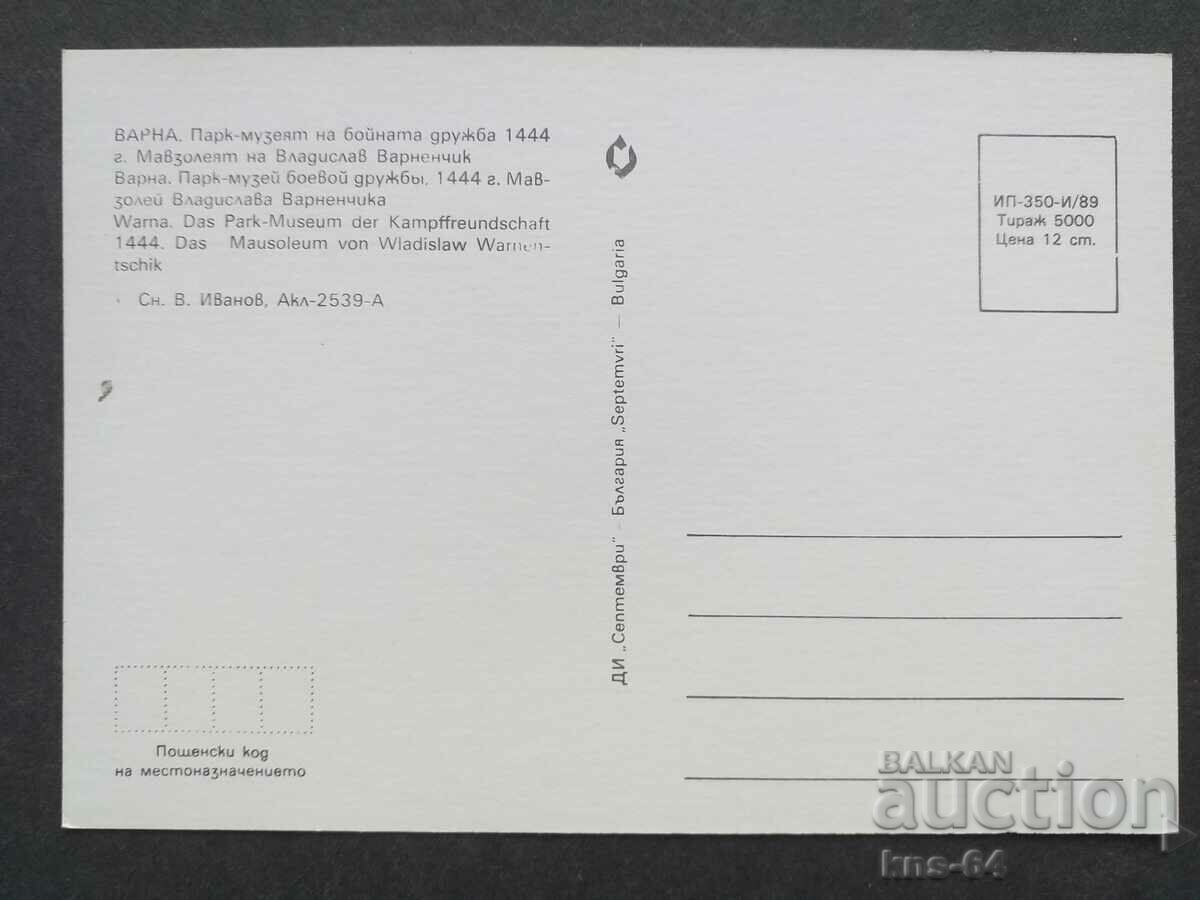 ВАРНА. Парк-музеят на бойната дружба 1444
г. Мавзолеят на Владислав Варненчик
Варна. Парк-музей боевой дружбы, 1444 г. Мав-
золей Владислава Варненчика
Warna. Das Park-Museum der Kampffreundschaft
1444. Das Mausoleum von Wladislaw Warnen-
tschik
Сн. В. Иванов, Акл-2539-А
ДИ „Септември" - България „Septemvri" — Bulgaria
ИП-350-И/89
Тираж 5000
Цена 12 ст.
Пощенски код
на местоназначението
BALKAN
auction
kns-64